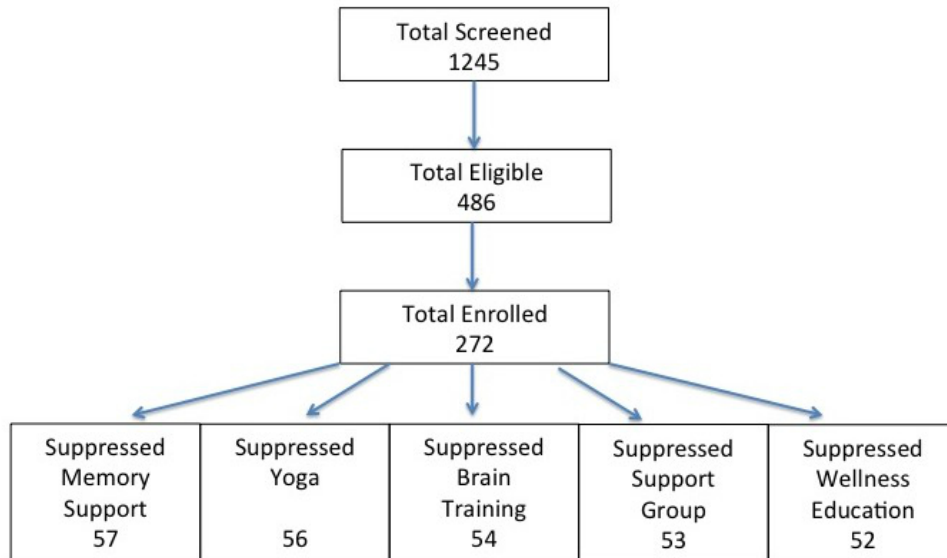 Total Screened
1245
Total Eligible
486
Total Enrolled
272
Suppressed
Memory
Support
57
Suppressed
Yoga
56
Suppressed
Brain
Training
54
Suppressed
Support
Group
53
Suppressed
Wellness
Education
52